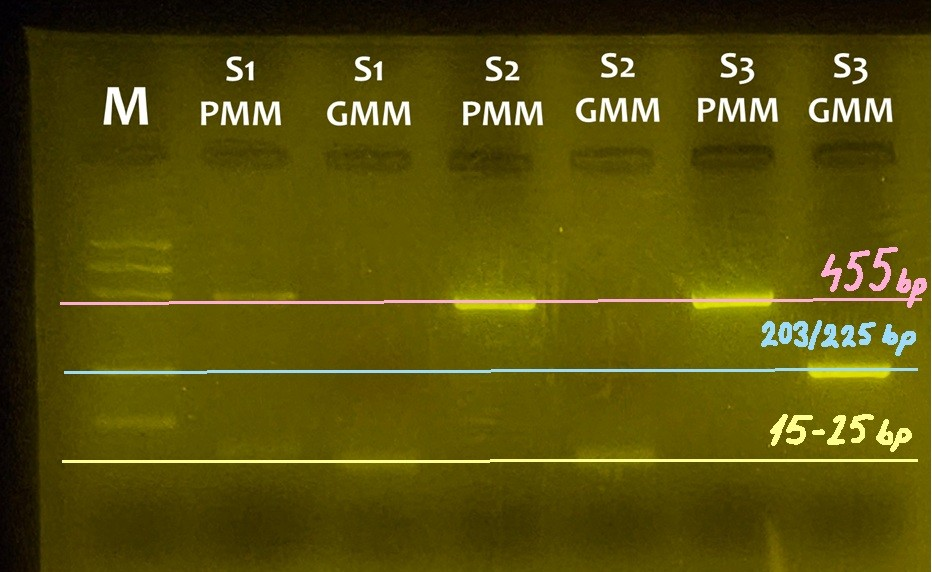 M
S1
PMM
S1
GMM
S2
PMM
S2
GMM
S3
PMM
S3
GMM
455 bp
203/225 bp
15-25 bp